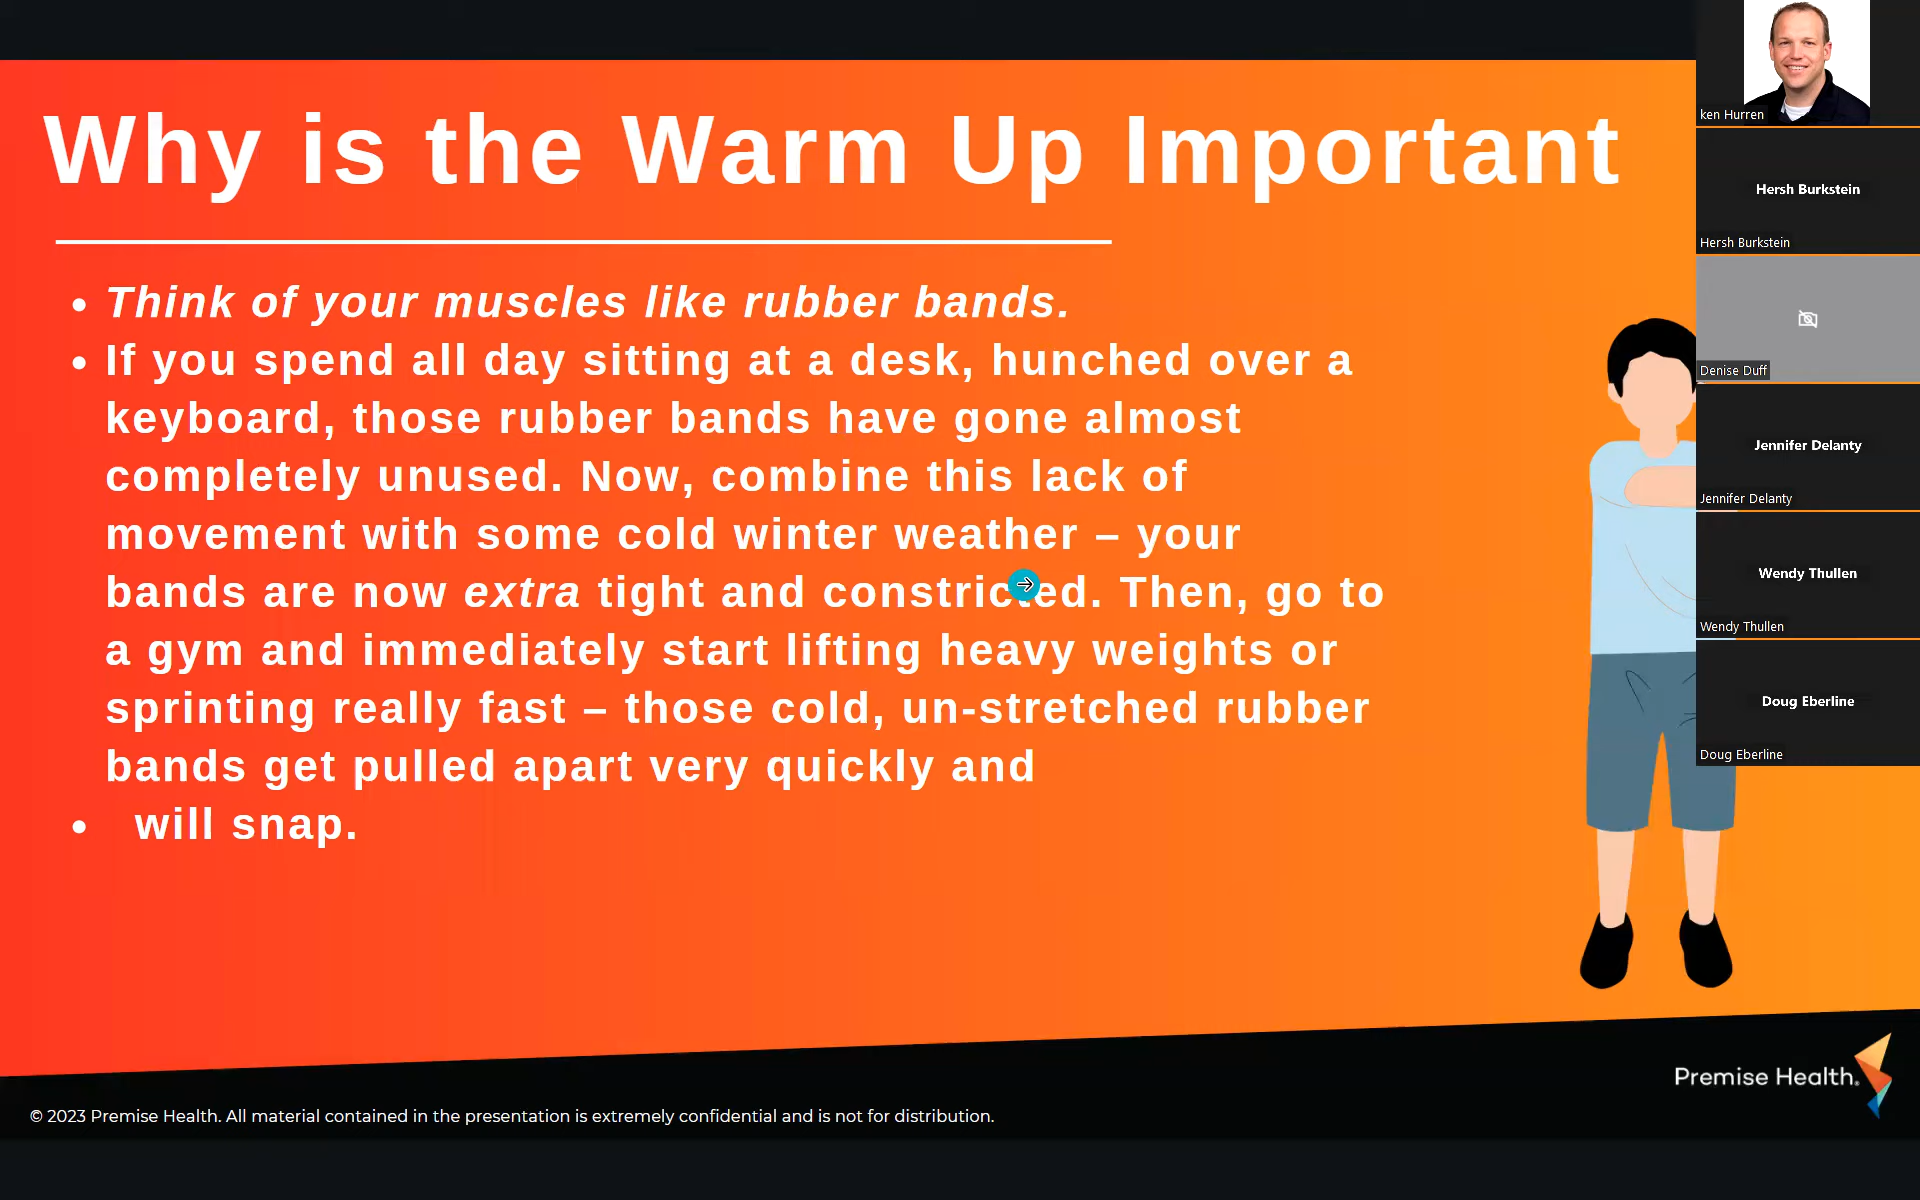 Why is the Warm Up Important
• Think of your muscles like rubber bands.
• If you spend all day sitting at a desk, hunched over a
keyboard, those rubber bands have gone almost
completely unused. Now, combine this lack of
movement with some cold winter weather – your
bands are now extra tight and constricted. Then, go to
a gym and immediately start lifting heavy weights or
sprinting really fast – those cold, un-stretched rubber
bands get pulled apart very quickly and
• will snap.
ken Hurren
Hersh Burkstein
Hersh Burkstein
Denise Duff
Jennifer Delanty
Jennifer Delanty
Wendy Thullen
Wendy Thullen
Doug Eberline
Doug Eberline
Premise Health.
© 2023 Premise Health. All material contained in the presentation is extremely confidential and is not for distribution.